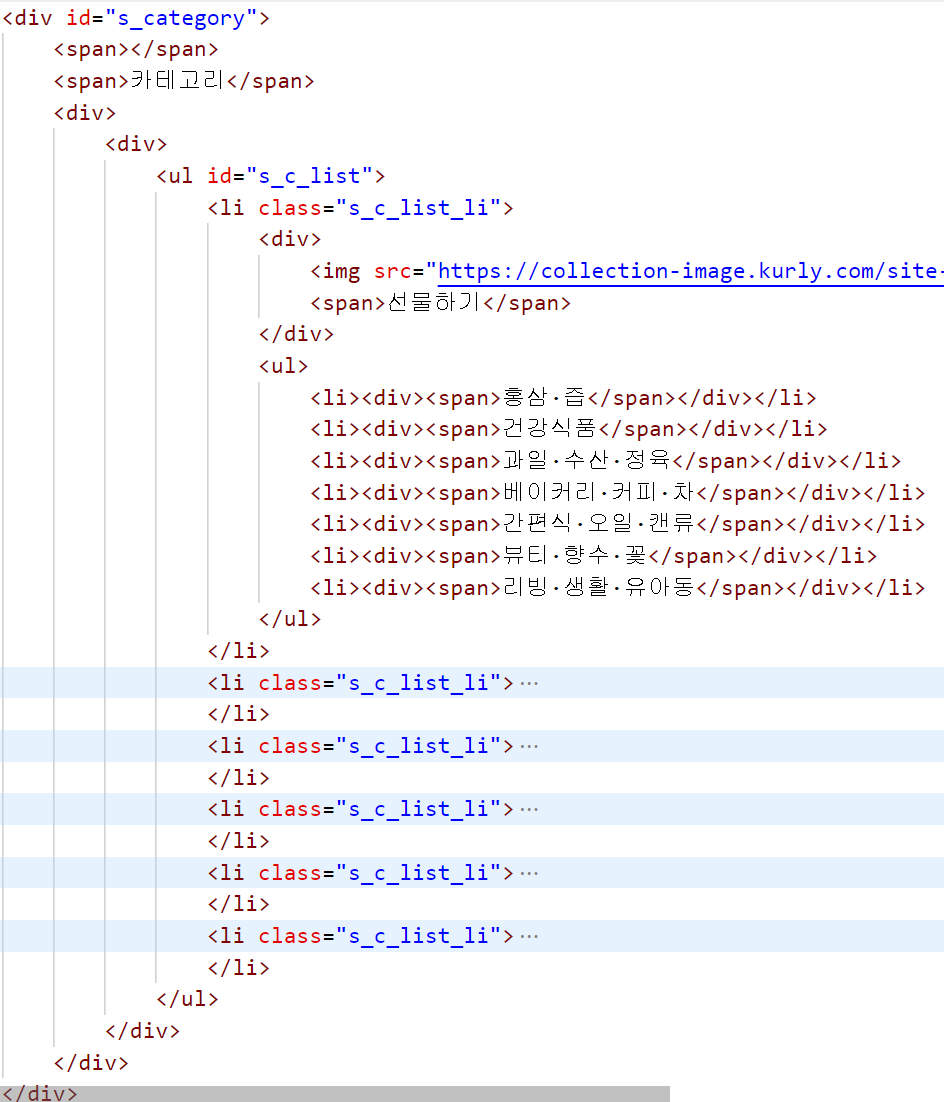 <div id="s_category">
<span></span>
<span>카테고리</span>
<div>
<div>
<ul id="s_c_list">
<li class="s_c_list_li">
<div>
<img src="https://collection-image.kurly.com/site-
<span>선물하기</span>
</div>
<ul>
<li><div><span>홍삼·즙</span></div></li>
<li><div><span>건강식품</span></div></li>
<li><div><span>과일·수산·정육</span></div></li>
<li><div><span>베이커리·커피·차</span></div></li>
<li><div><span>간편식·오일·캔류</span></div></li>
<li><div><span>뷰티·향수·꽃</span></div></li>
<li><div><span>리빙·생활·유아동</span></div></li>
</ul>
</li>
<li class="s_c_list_li">···
</li>
<li class="s_c_list_li">···
</li>
<li class="s_c_list_li">···
</li>
<li class="s_c_list_li">···
</li>
<li class="s_c_list_li">···
</li>
</ul>
</div>
</div>
</div>